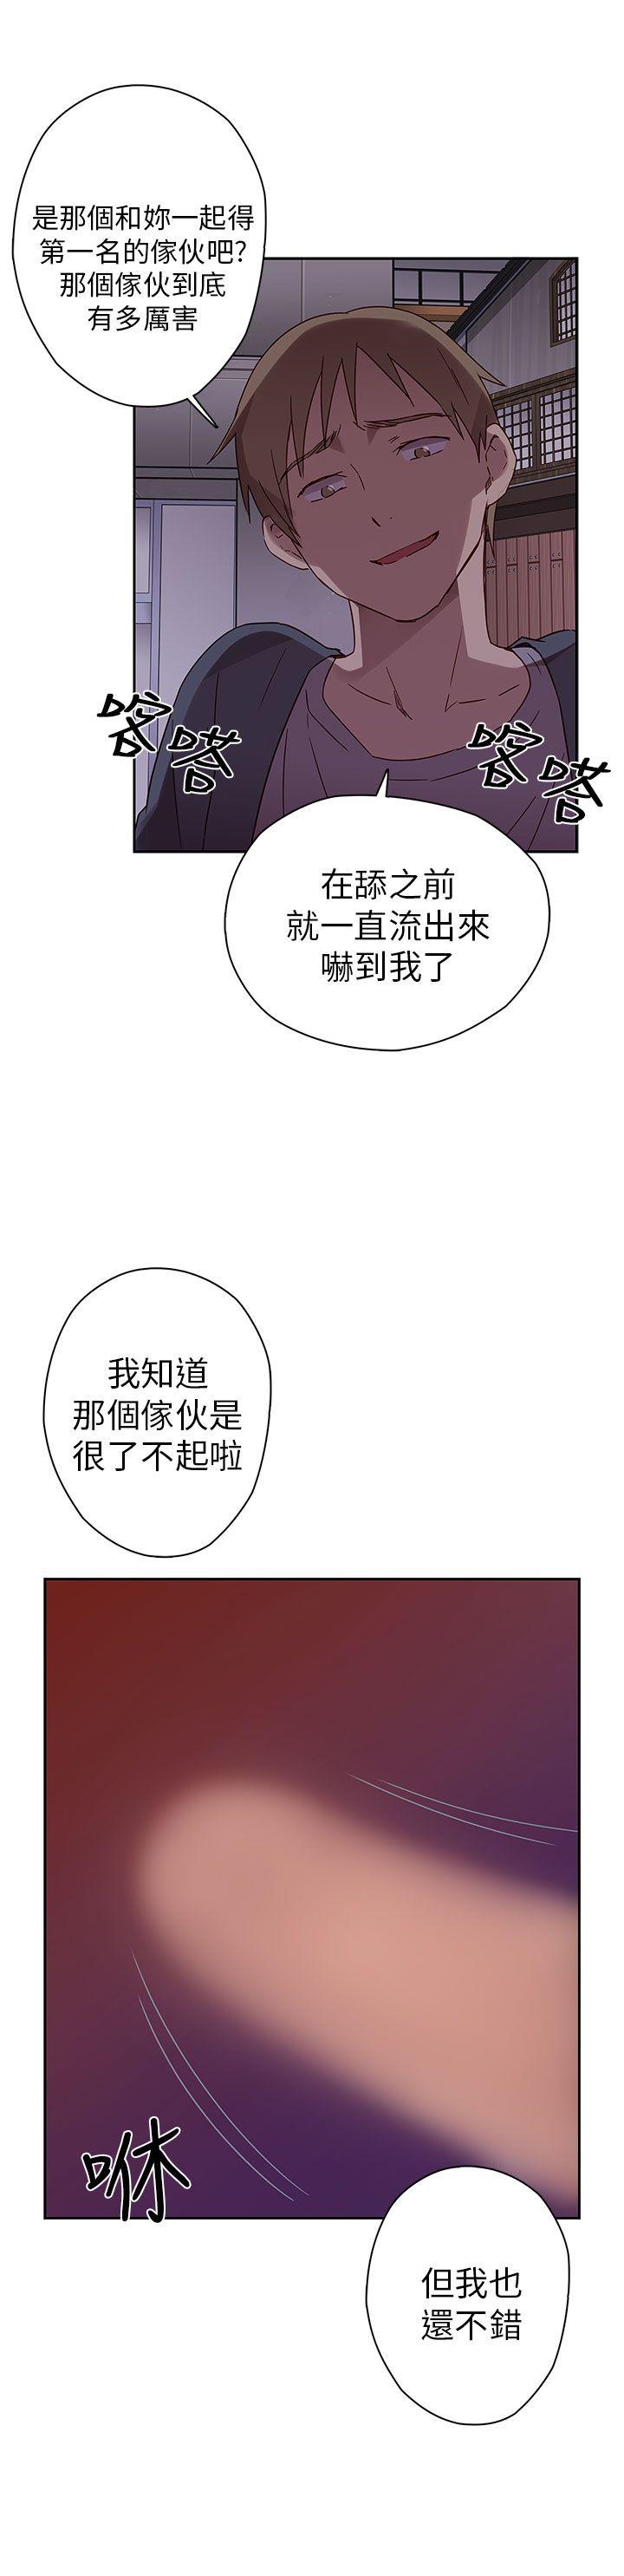 是那個和妳一起得
第一名的傢伙吧?
那個傢伙到底
有多厲害
喀嗒
喀嗒
在舔之前
就一直流出來
嚇到我了
我知道
那個傢伙是
很了不起啦
咻
但我也
還不錯